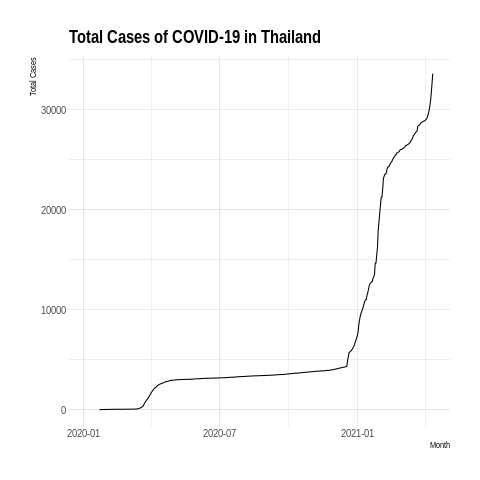 Total Cases of COVID-19 in Thailand
Total Cases
30000
20000
10000
0
2020-01
2020-07
2021-01
Month